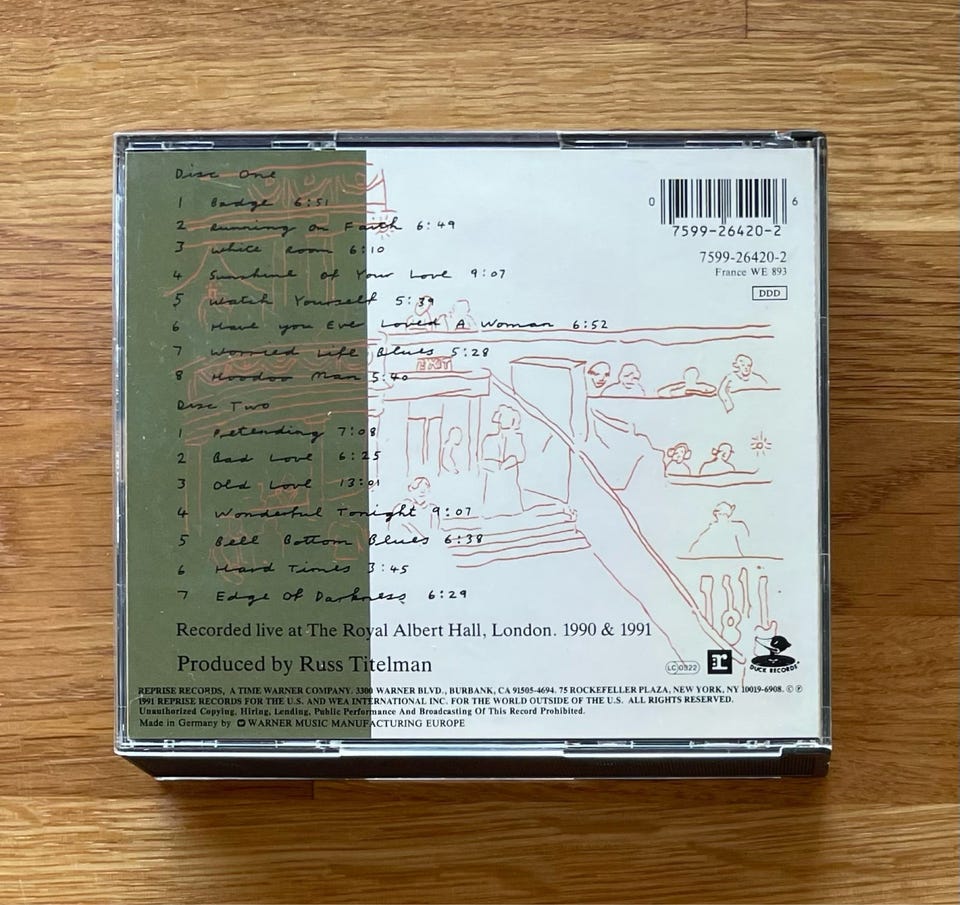 Disc One
1 Badge 6:51
2 Running On Faith 6:49
3 White Room 6:10
4 Sunshine Of Your Love 9:07
5 Watch Yourself 5:39
6 Have you Ever Loved A Woman 6:52
7 Worried Life Blues 5:28
8 Hoodoo Man 5:40
Disc Two
1 Pretending 7:08
2 Bad Love 6:25
3 Old Love 13:01
4 Wonderful Tonight 9:07
5 Bell Bottom Blues 6:38
6 Hard Times 3:45
7 Edge Of Darkness 6:29
Recorded live at The Royal Albert Hall, London. 1990 & 1991
Produced by Russ Titelman
REPRISE RECORDS, A TIME WARNER COMPANY. 3300 WARNER BLVD., BURBANK, CA 91505-4694. 75 ROCKEFELLER PLAZA, NEW YORK, NY 10019-6908. © ℗
1991 REPRISE RECORDS FOR THE U.S. AND WEA INTERNATIONAL INC. FOR THE WORLD OUTSIDE OF THE U.S. ALL RIGHTS RESERVED.
Unauthorized Copying, Hiring, Lending, Public Performance And Broadcasting Of This Record Prohibited.
Made in Germany by WARNER MUSIC MANUFACTURING EUROPE
0 6
7599-26420-2
7599-26420-2
France WE 893
DDD
EXIT
LC 0322
r
DUCK RECORDS